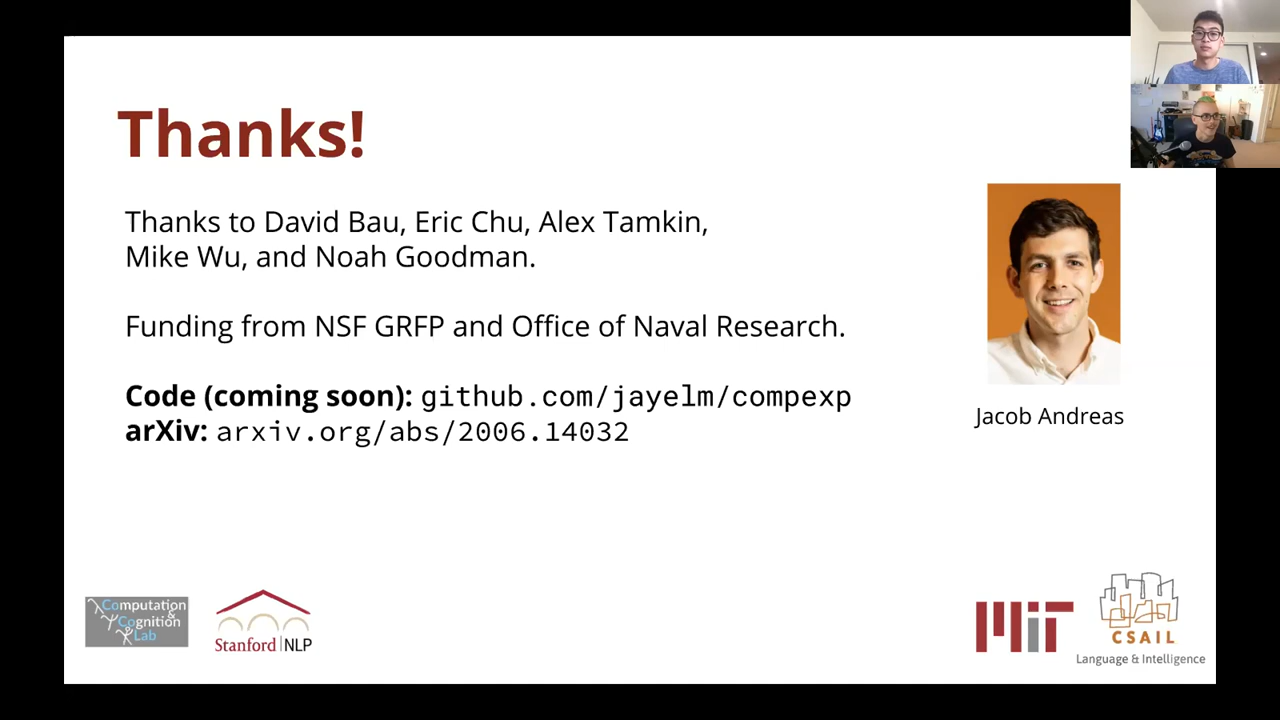 Thanks!
Thanks to David Bau, Eric Chu, Alex Tamkin,
Mike Wu, and Noah Goodman.
Funding from NSF GRFP and Office of Naval Research.
Code (coming soon): github.com/jayelm/compexp
arXiv: arxiv.org/abs/2006.14032
Jacob Andreas
Computation
&
Cognition
Lab
Stanford | NLP
MIT
CSAIL
Language & Intelligence